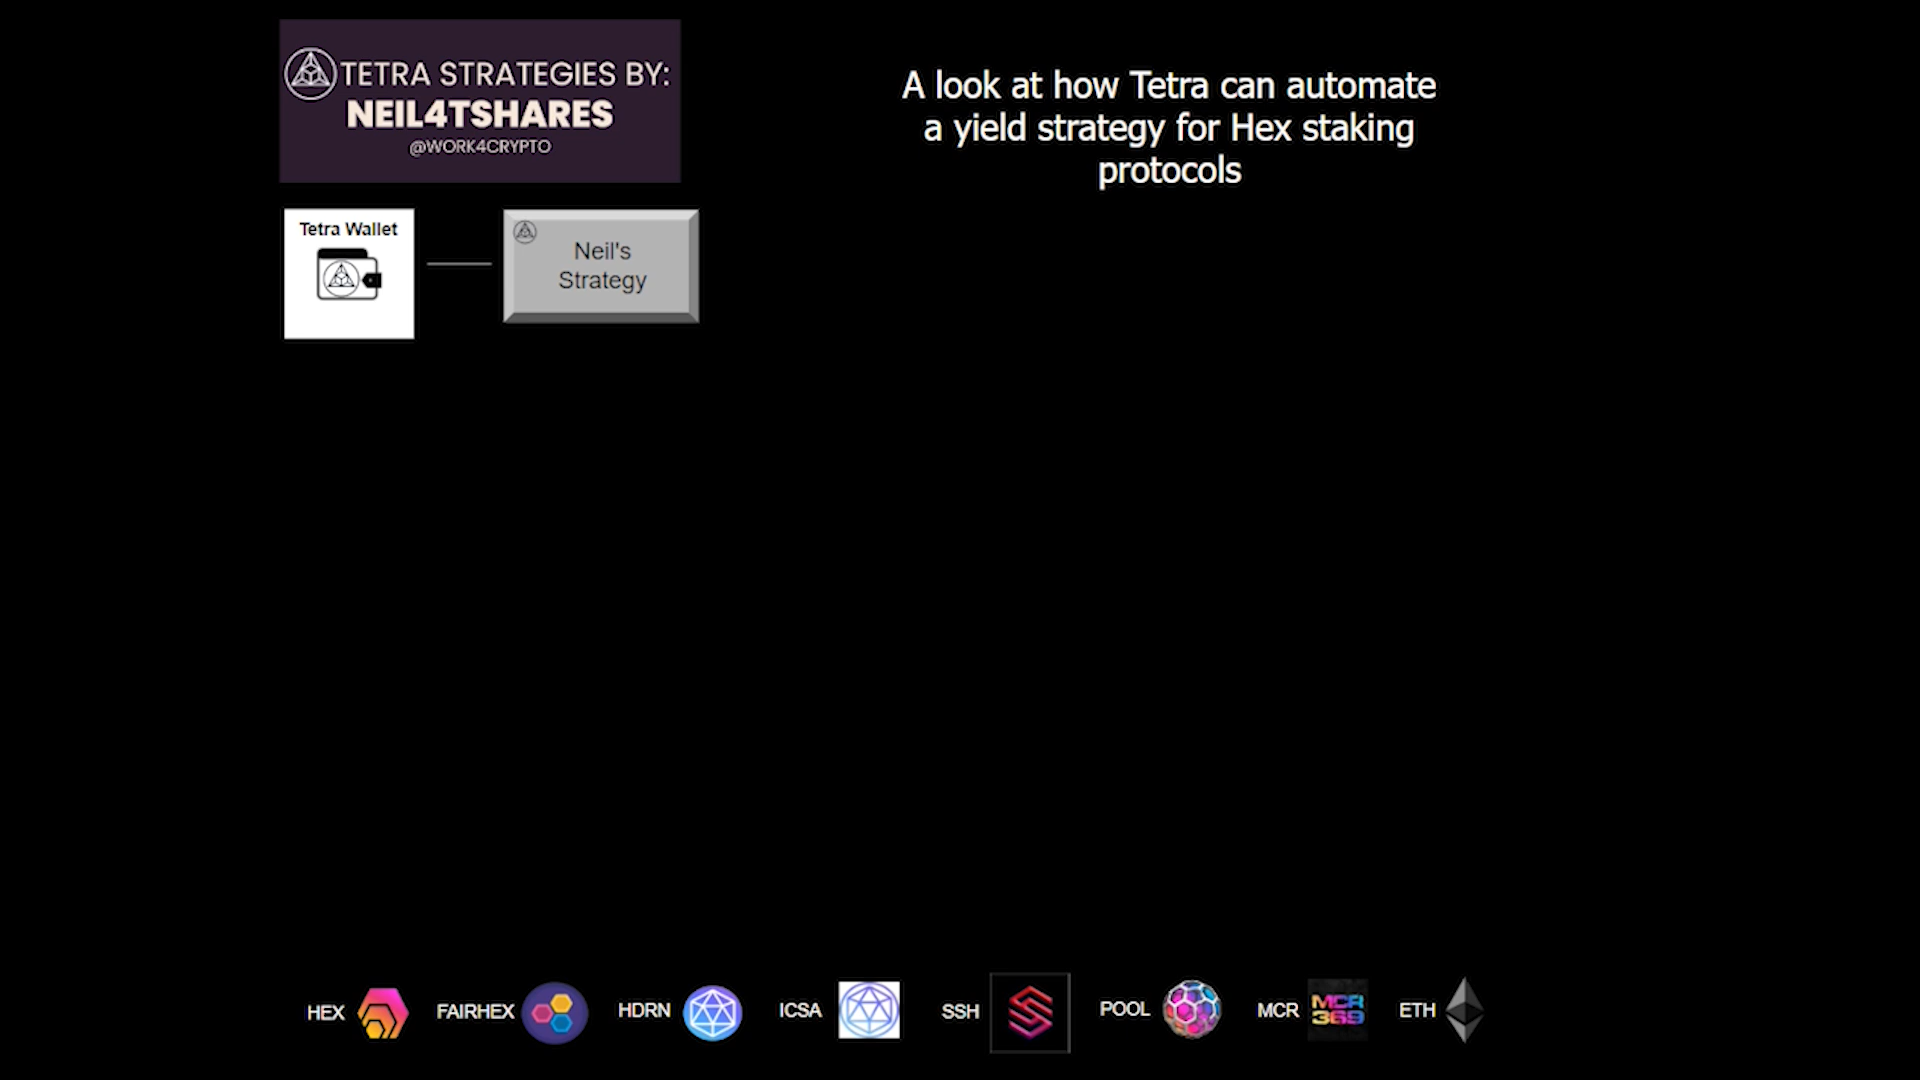 TETRA STRATEGIES BY:
NEIL4TSHARES
@WORK4CRYPTO
A look at how Tetra can automate
a yield strategy for Hex staking
protocols
Tetra Wallet
Neil's
Strategy
HEX
FAIRHEX
HDRN
ICSA
SSH
POOL
MCR
MCR
369
ETH